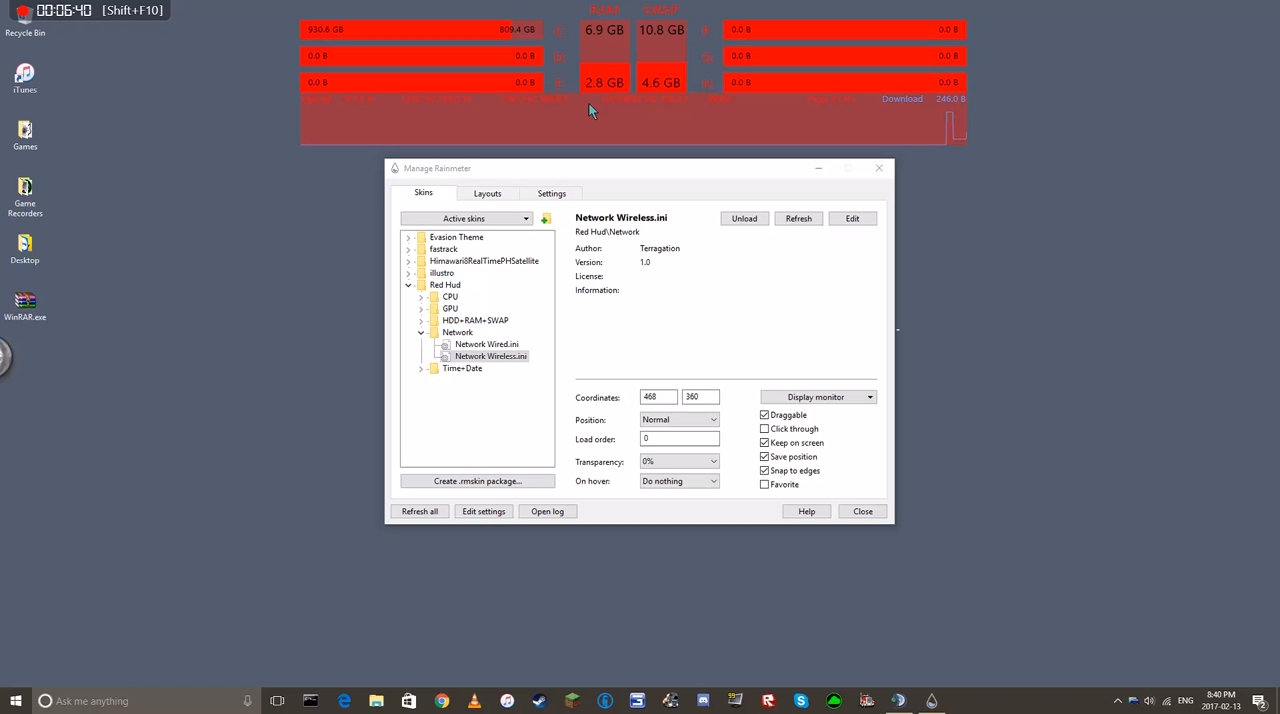 00:06:40 [Shift+F10]
Recycle Bin
iTunes
Games
Game
Recorders
Desktop
WinRAR.exe
RAM SWAP
930.6 GB 809.4 GB
6.9 GB 10.8 GB
0.0 B 0.0 B
0.0 B 0.0 B
0.0 B 0.0 B
0.0 B 0.0 B
2.8 GB 4.6 GB
0.0 B 0.0 B
Download 246.0 B
Manage Rainmeter
Skins Layouts Settings
Active skins
Evasion Theme
fastrack
Himawari8RealTimePHSatellite
illustro
Red Hud
CPU
GPU
HDD+RAM+SWAP
Network
Network Wired.ini
Network Wireless.ini
Time+Date
Create .rmskin package...
Network Wireless.ini
Unload Refresh Edit
Red Hud\Network
Author: Terragation
Version: 1.0
License:
Information:
Coordinates: 468 360
Position: Normal
Load order: 0
Transparency: 0%
On hover: Do nothing
Display monitor
Draggable
Click through
Keep on screen
Save position
Snap to edges
Favorite
Refresh all Edit settings Open log
Help Close
Ask me anything
99
ENG
8:40 PM
2017-02-13
2